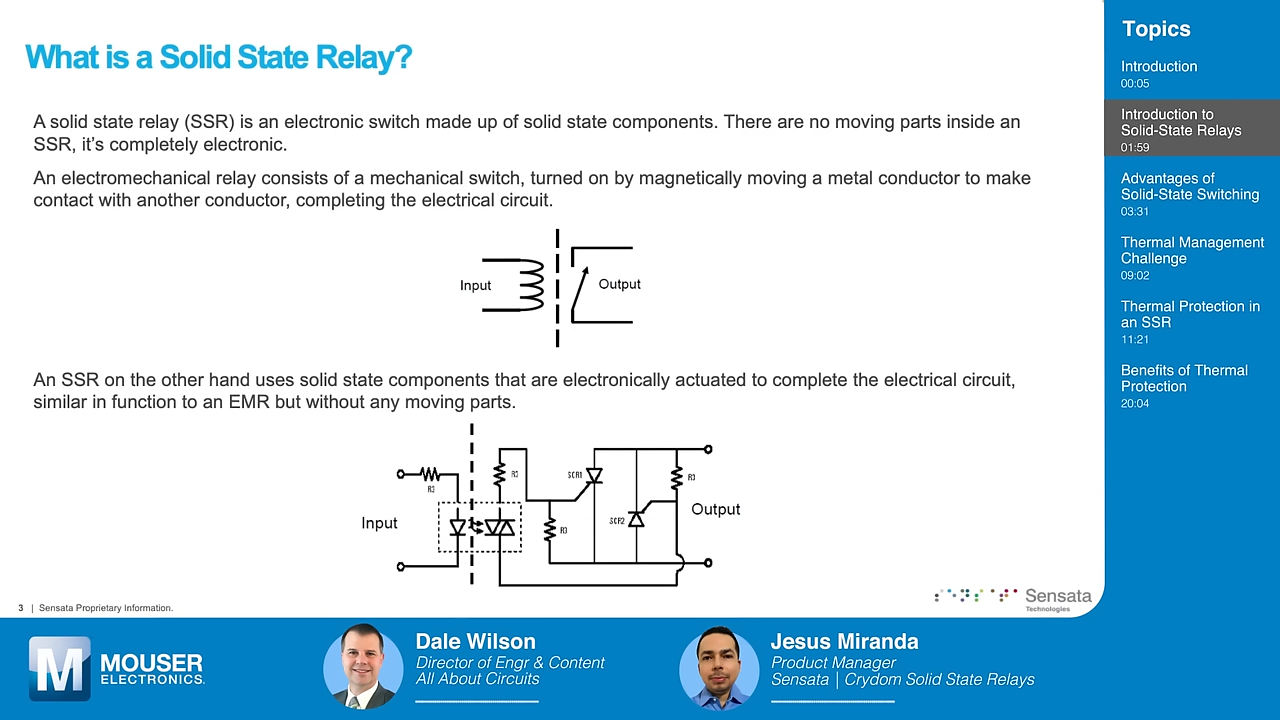 What is a Solid State Relay?
A solid state relay (SSR) is an electronic switch made up of solid state components. There are no moving parts inside an
SSR, it’s completely electronic.
An electromechanical relay consists of a mechanical switch, turned on by magnetically moving a metal conductor to make
contact with another conductor, completing the electrical circuit.
Input
Output
An SSR on the other hand uses solid state components that are electronically actuated to complete the electrical circuit,
similar in function to an EMR but without any moving parts.
R3
R3
SCR1
R3
Input
R3
SCR2
Output
3 | Sensata Proprietary Information.
Sensata
Technologies
Topics
Introduction
00:05
Introduction to
Solid-State Relays
01:59
Advantages of
Solid-State Switching
03:31
Thermal Management
Challenge
09:02
Thermal Protection in
an SSR
11:21
Benefits of Thermal
Protection
20:04
M MOUSER
ELECTRONICS.
Dale Wilson
Director of Engr & Content
All About Circuits
Jesus Miranda
Product Manager
Sensata | Crydom Solid State Relays